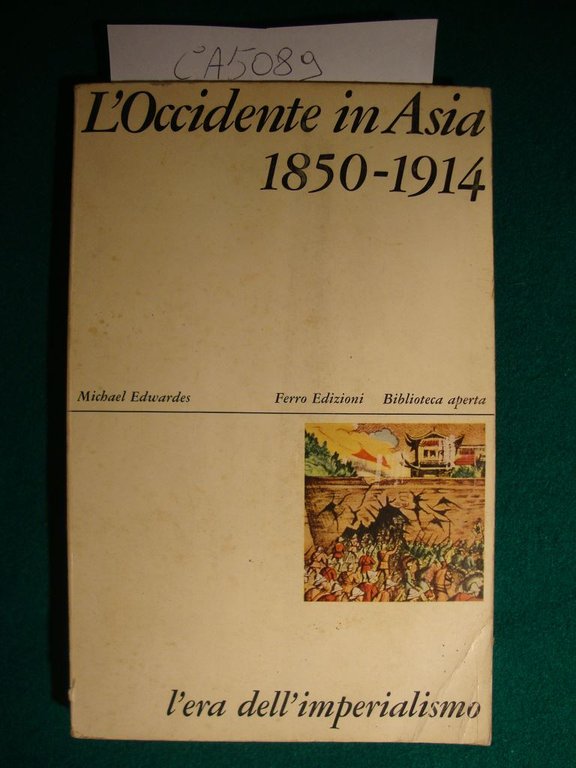 CA5089
L'Occidente in Asia
1850-1914
Michael Edwardes Ferro Edizioni Biblioteca aperta
l'era dell'imperialismo